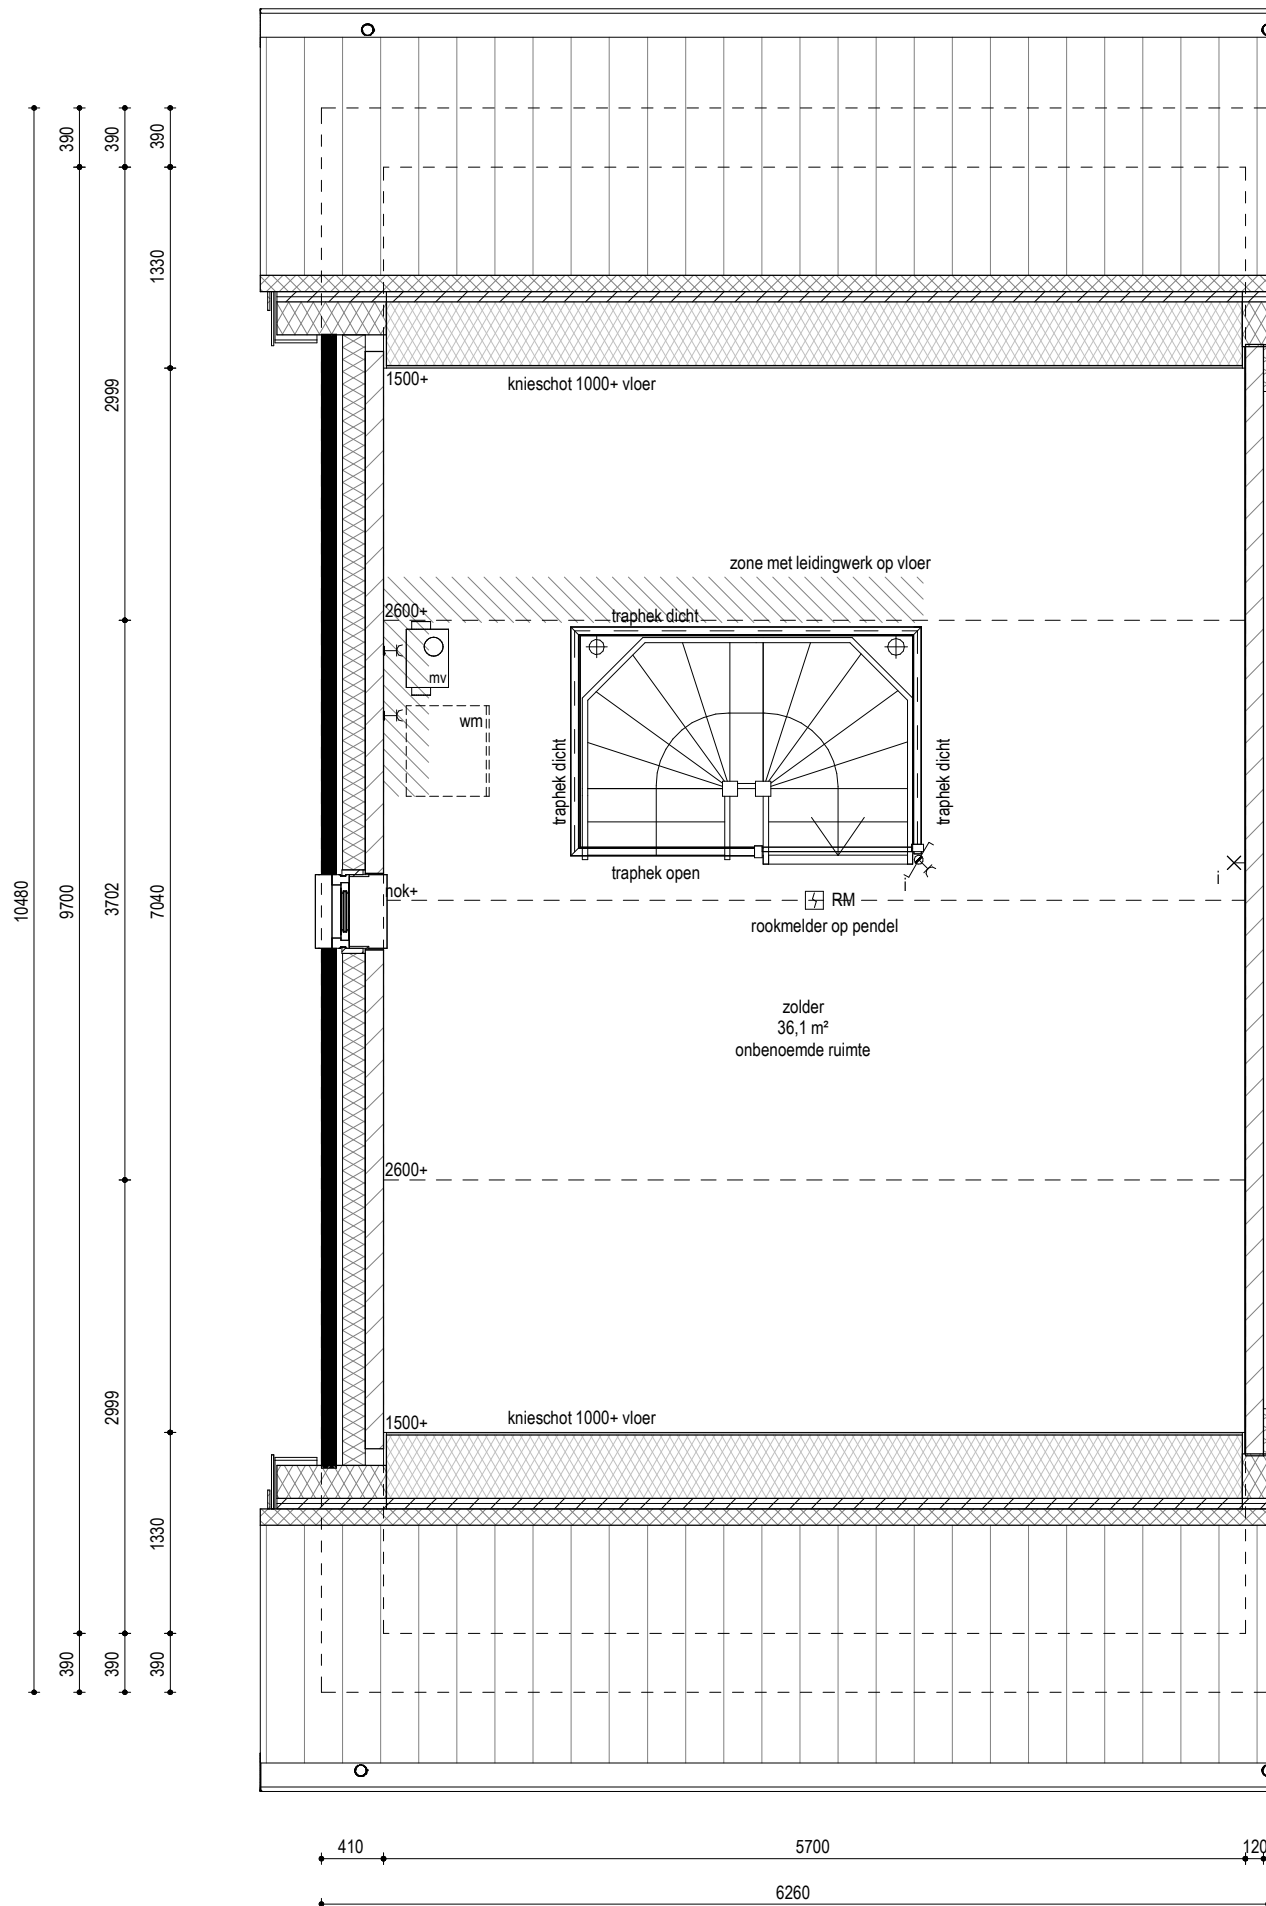 390
390
390
1330
2999
10480
9700
3702
7040
2999
1330
390
390
390
1500+
knieschot 1000+ vloer
zone met leidingwerk op vloer
2600+
traphek dicht
mv
wm
traphek dicht
traphek dicht
traphek open
i
i
nok+
RM
rookmelder op pendel
zolder
36,1 m²
onbenoemde ruimte
2600+
1500+
knieschot 1000+ vloer
410
5700
120
6260